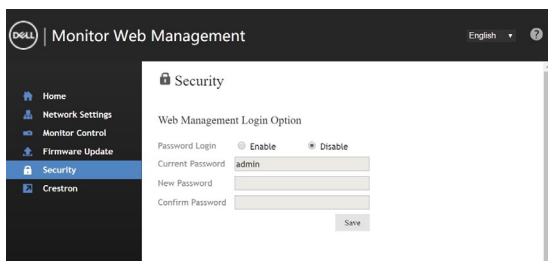 DELL | Monitor Web Management
English
?
Home
Network Settings
Monitor Control
Firmware Update
Security
Crestron
Security
Web Management Login Option
Password Login Enable Disable
Current Password admin
New Password
Confirm Password
Save